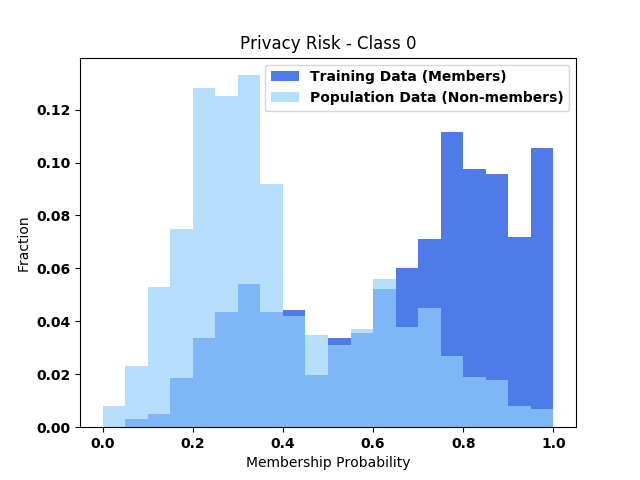 Privacy Risk - Class 0
Training Data (Members)
Population Data (Non-members)
0.12
0.10
0.08
0.06
0.04
0.02
0.00
Fraction
0.0 0.2 0.4 0.6 0.8 1.0
Membership Probability